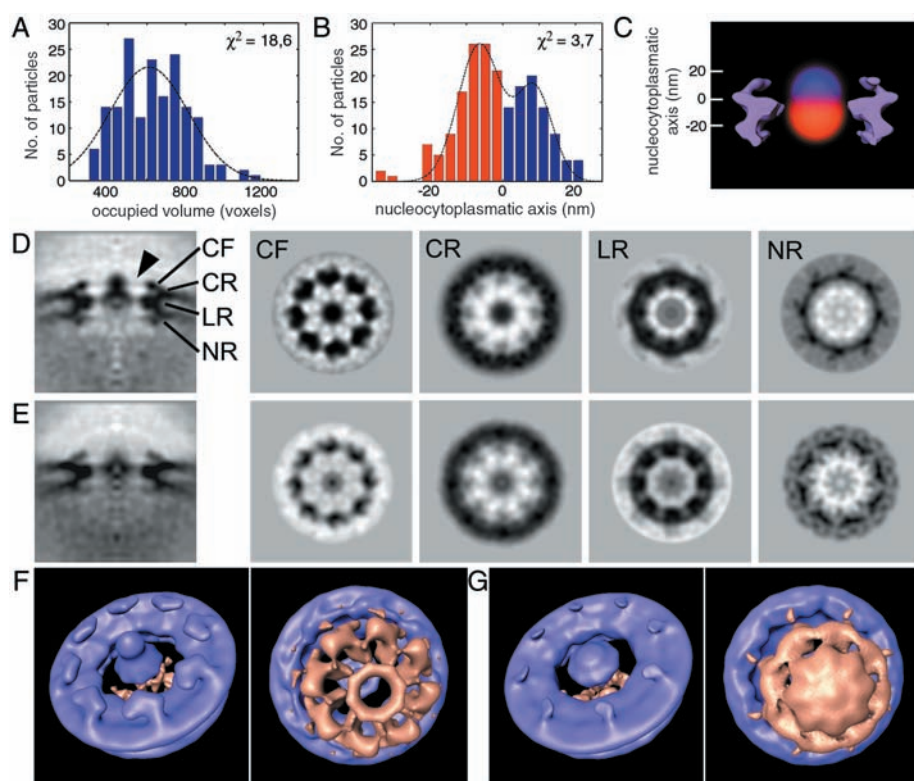 A
χ² = 18,6
No. of particles
30
25
20
15
10
5
0
400 800 1200
occupied volume (voxels)
B
χ² = 3,7
No. of particles
30
25
20
15
10
5
0
-20 0 20
nucleocytoplasmatic axis (nm)
C
nucleocytoplasmatic
axis (nm)
20
0
-20
D
CF
CR
LR
NR
CF
CR
LR
NR
E
F
G